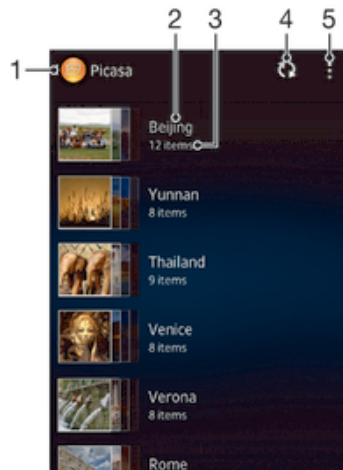 1
2
3
4
5
Picasa
Beijing
12 items
Yunnan
8 items
Thailand
9 items
Venice
8 items
Verona
8 items
Rome